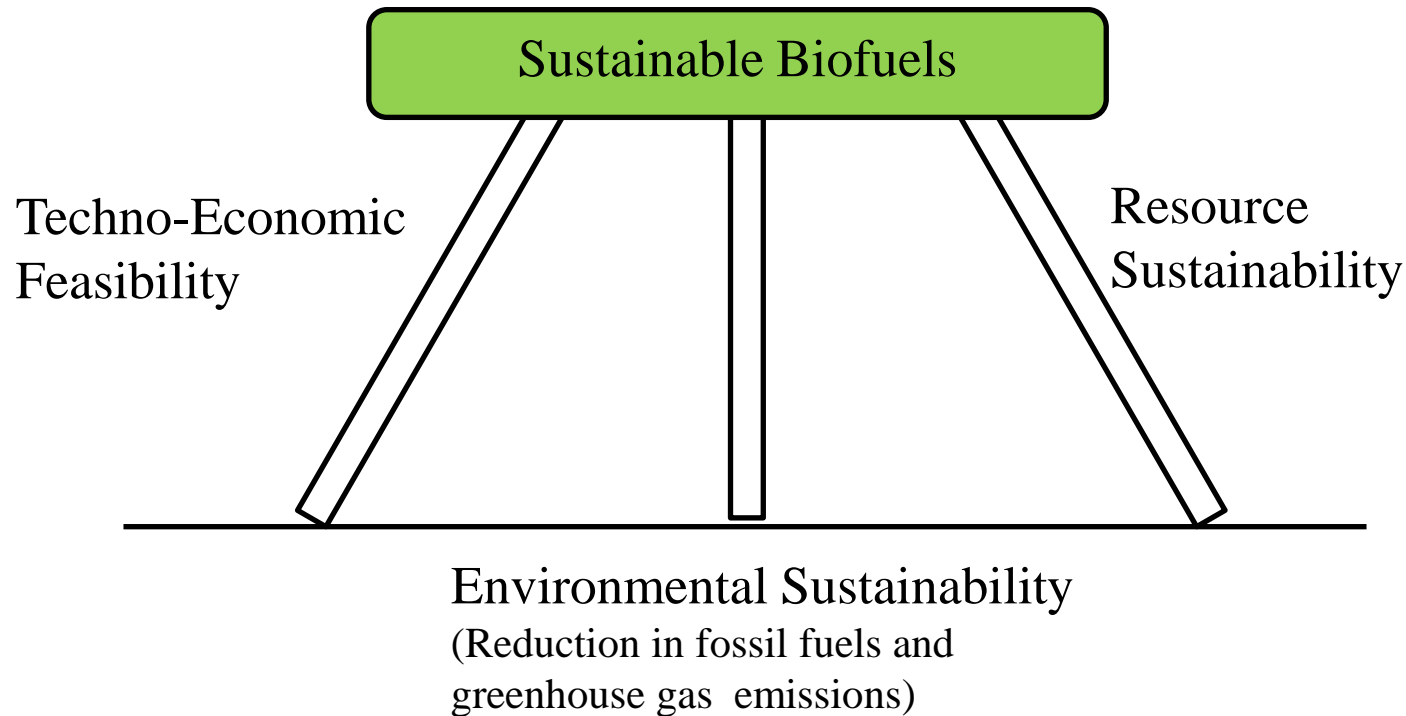 Sustainable Biofuels
Techno-Economic
Feasibility
Resource
Sustainability
Environmental Sustainability
(Reduction in fossil fuels and
greenhouse gas  emissions)